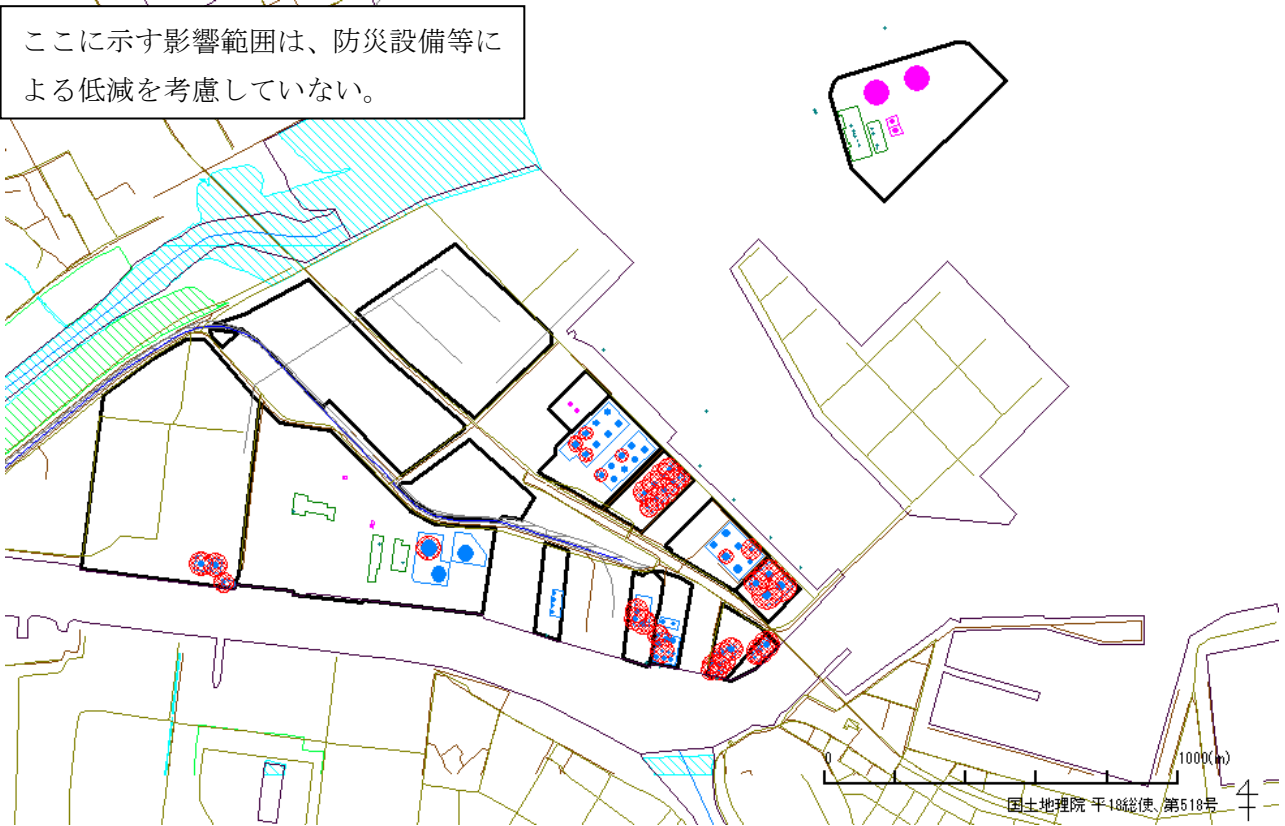 ここに示す影響範囲は、防災設備等に
よる低減を考慮していない。
0 1000(m)
国土地理院 平18総使、第518号